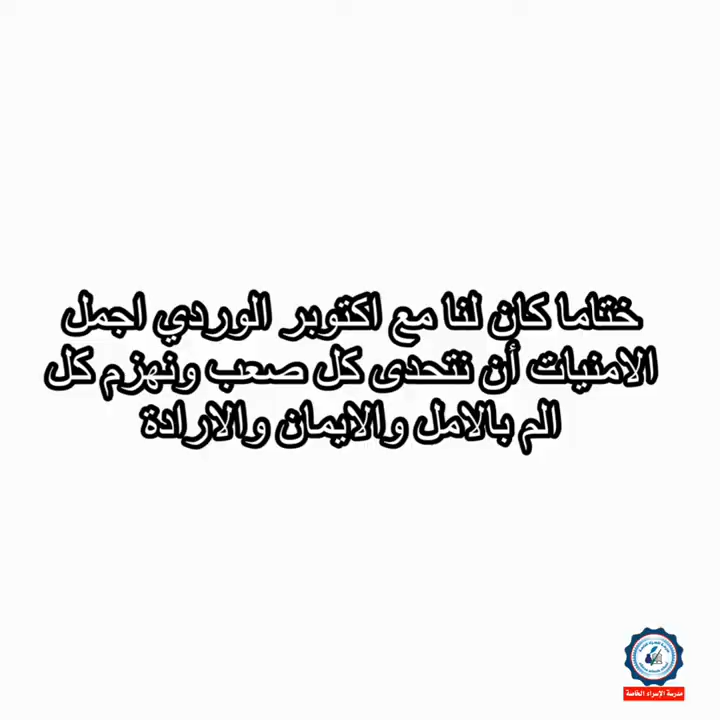 ختاما كان لنا مع اكتوبر الوردي اجمل
الامنيات أن نتحدى كل صعب ونهزم كل
الم بالامل والايمان والارادة
مدرسة الإسراء الخاصة